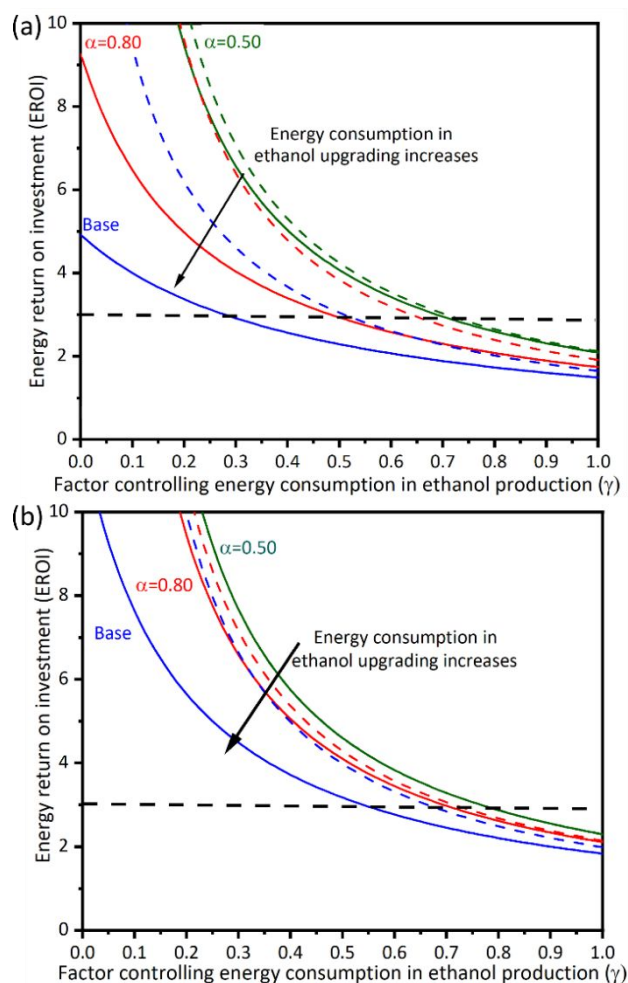 (a)
10
8
6
4
2
0
Energy return on investment (EROI)
α=0.80
α=0.50
Energy consumption in
ethanol upgrading increases
Base
0.0 0.1 0.2 0.3 0.4 0.5 0.6 0.7 0.8 0.9 1.0
Factor controlling energy consumption in ethanol production (γ)
(b)
10
8
6
4
2
0
Energy return on investment (EROI)
α=0.50
α=0.80
Base
Energy consumption in
ethanol upgrading increases
0.0 0.1 0.2 0.3 0.4 0.5 0.6 0.7 0.8 0.9 1.0
Factor controlling energy consumption in ethanol production (γ)